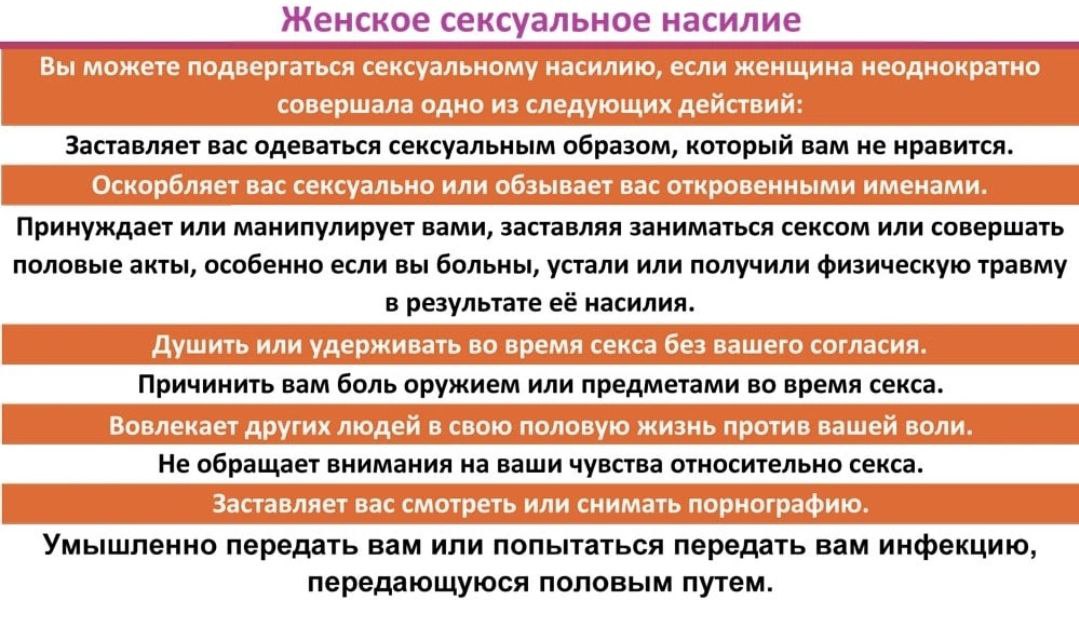 Женское сексуальное насилие
Вы можете подвергаться сексуальному насилию, если женщина неоднократно
совершала одно из следующих действий:
Заставляет вас одеваться сексуальным образом, который вам не нравится.
Оскорбляет вас сексуально или обзывает вас откровенными именами.
Принуждает или манипулирует вами, заставляя заниматься сексом или совершать
половые акты, особенно если вы больны, устали или получили физическую травму
в результате её насилия.
Душить или удерживать во время секса без вашего согласия.
Причинить вам боль оружием или предметами во время секса.
Вовлекает других людей в свою половую жизнь против вашей воли.
Не обращает внимания на ваши чувства относительно секса.
Заставляет вас смотреть или снимать порнографию.
Умышленно передать вам или попытаться передать вам инфекцию,
передающуюся половым путем.